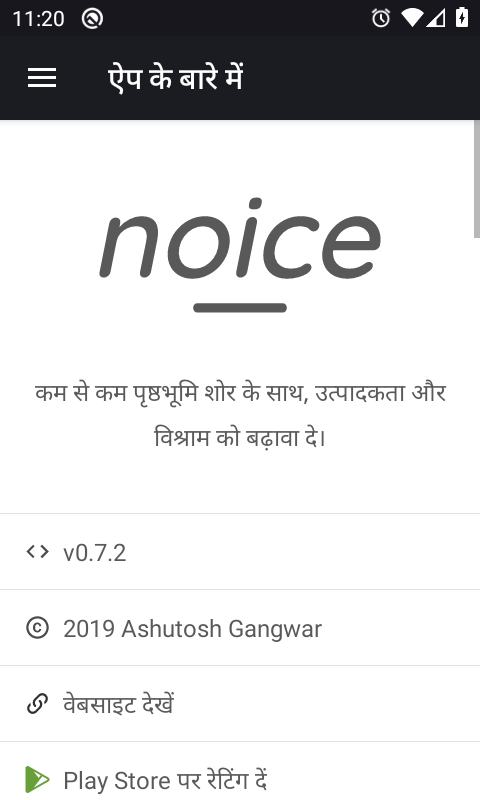 11:20
ऐप के बारे में
noice
कम से कम पृष्ठभूमि शोर के साथ, उत्पादकता और
विश्राम को बढ़ावा दे।
v0.7.2
2019 Ashutosh Gangwar
वेबसाइट देखें
Play Store पर रेटिंग दें